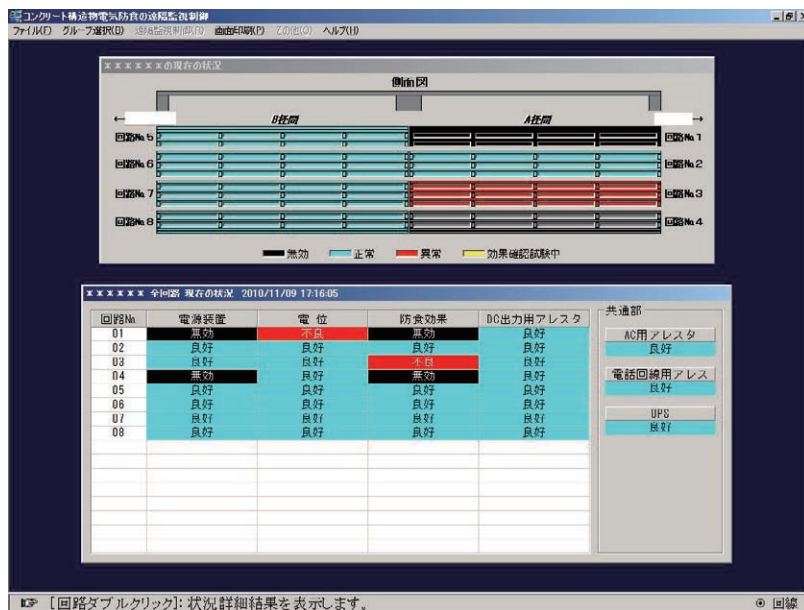 コンクリート構造物電気防食の遠隔監視制御
ファイル(F) グループ選択(B) 遠隔監視制御(R) 画面印刷(P) その他(O) ヘルプ(H)
xxxxxxの現在の状況
側面図
← B径間 A径間 →
回路No.5 回路No.1
回路No.6 回路No.2
回路No.7 回路No.3
回路No.8 回路No.4
無効 正常 異常 効果確認試験中
xxxxxx 全回路 現在の状況 2010/11/09 17:16:05
回路No. 電源装置 電位 防食効果 DC出力用アレスタ 共通部
01 無効 不良 無効 良好
02 良好 良好 良好 良好
03 良好 良好 不良 良好
04 無効 良好 無効 良好
05 良好 良好 良好 良好
06 良好 良好 良好 良好
07 良好 良好 良好 良好
08 良好 良好 良好 良好
AC用アレスタ
良好
電話回線用アレス
良好
UPS
良好
[回路ダブルクリック]: 状況詳細結果を表示します。 回線